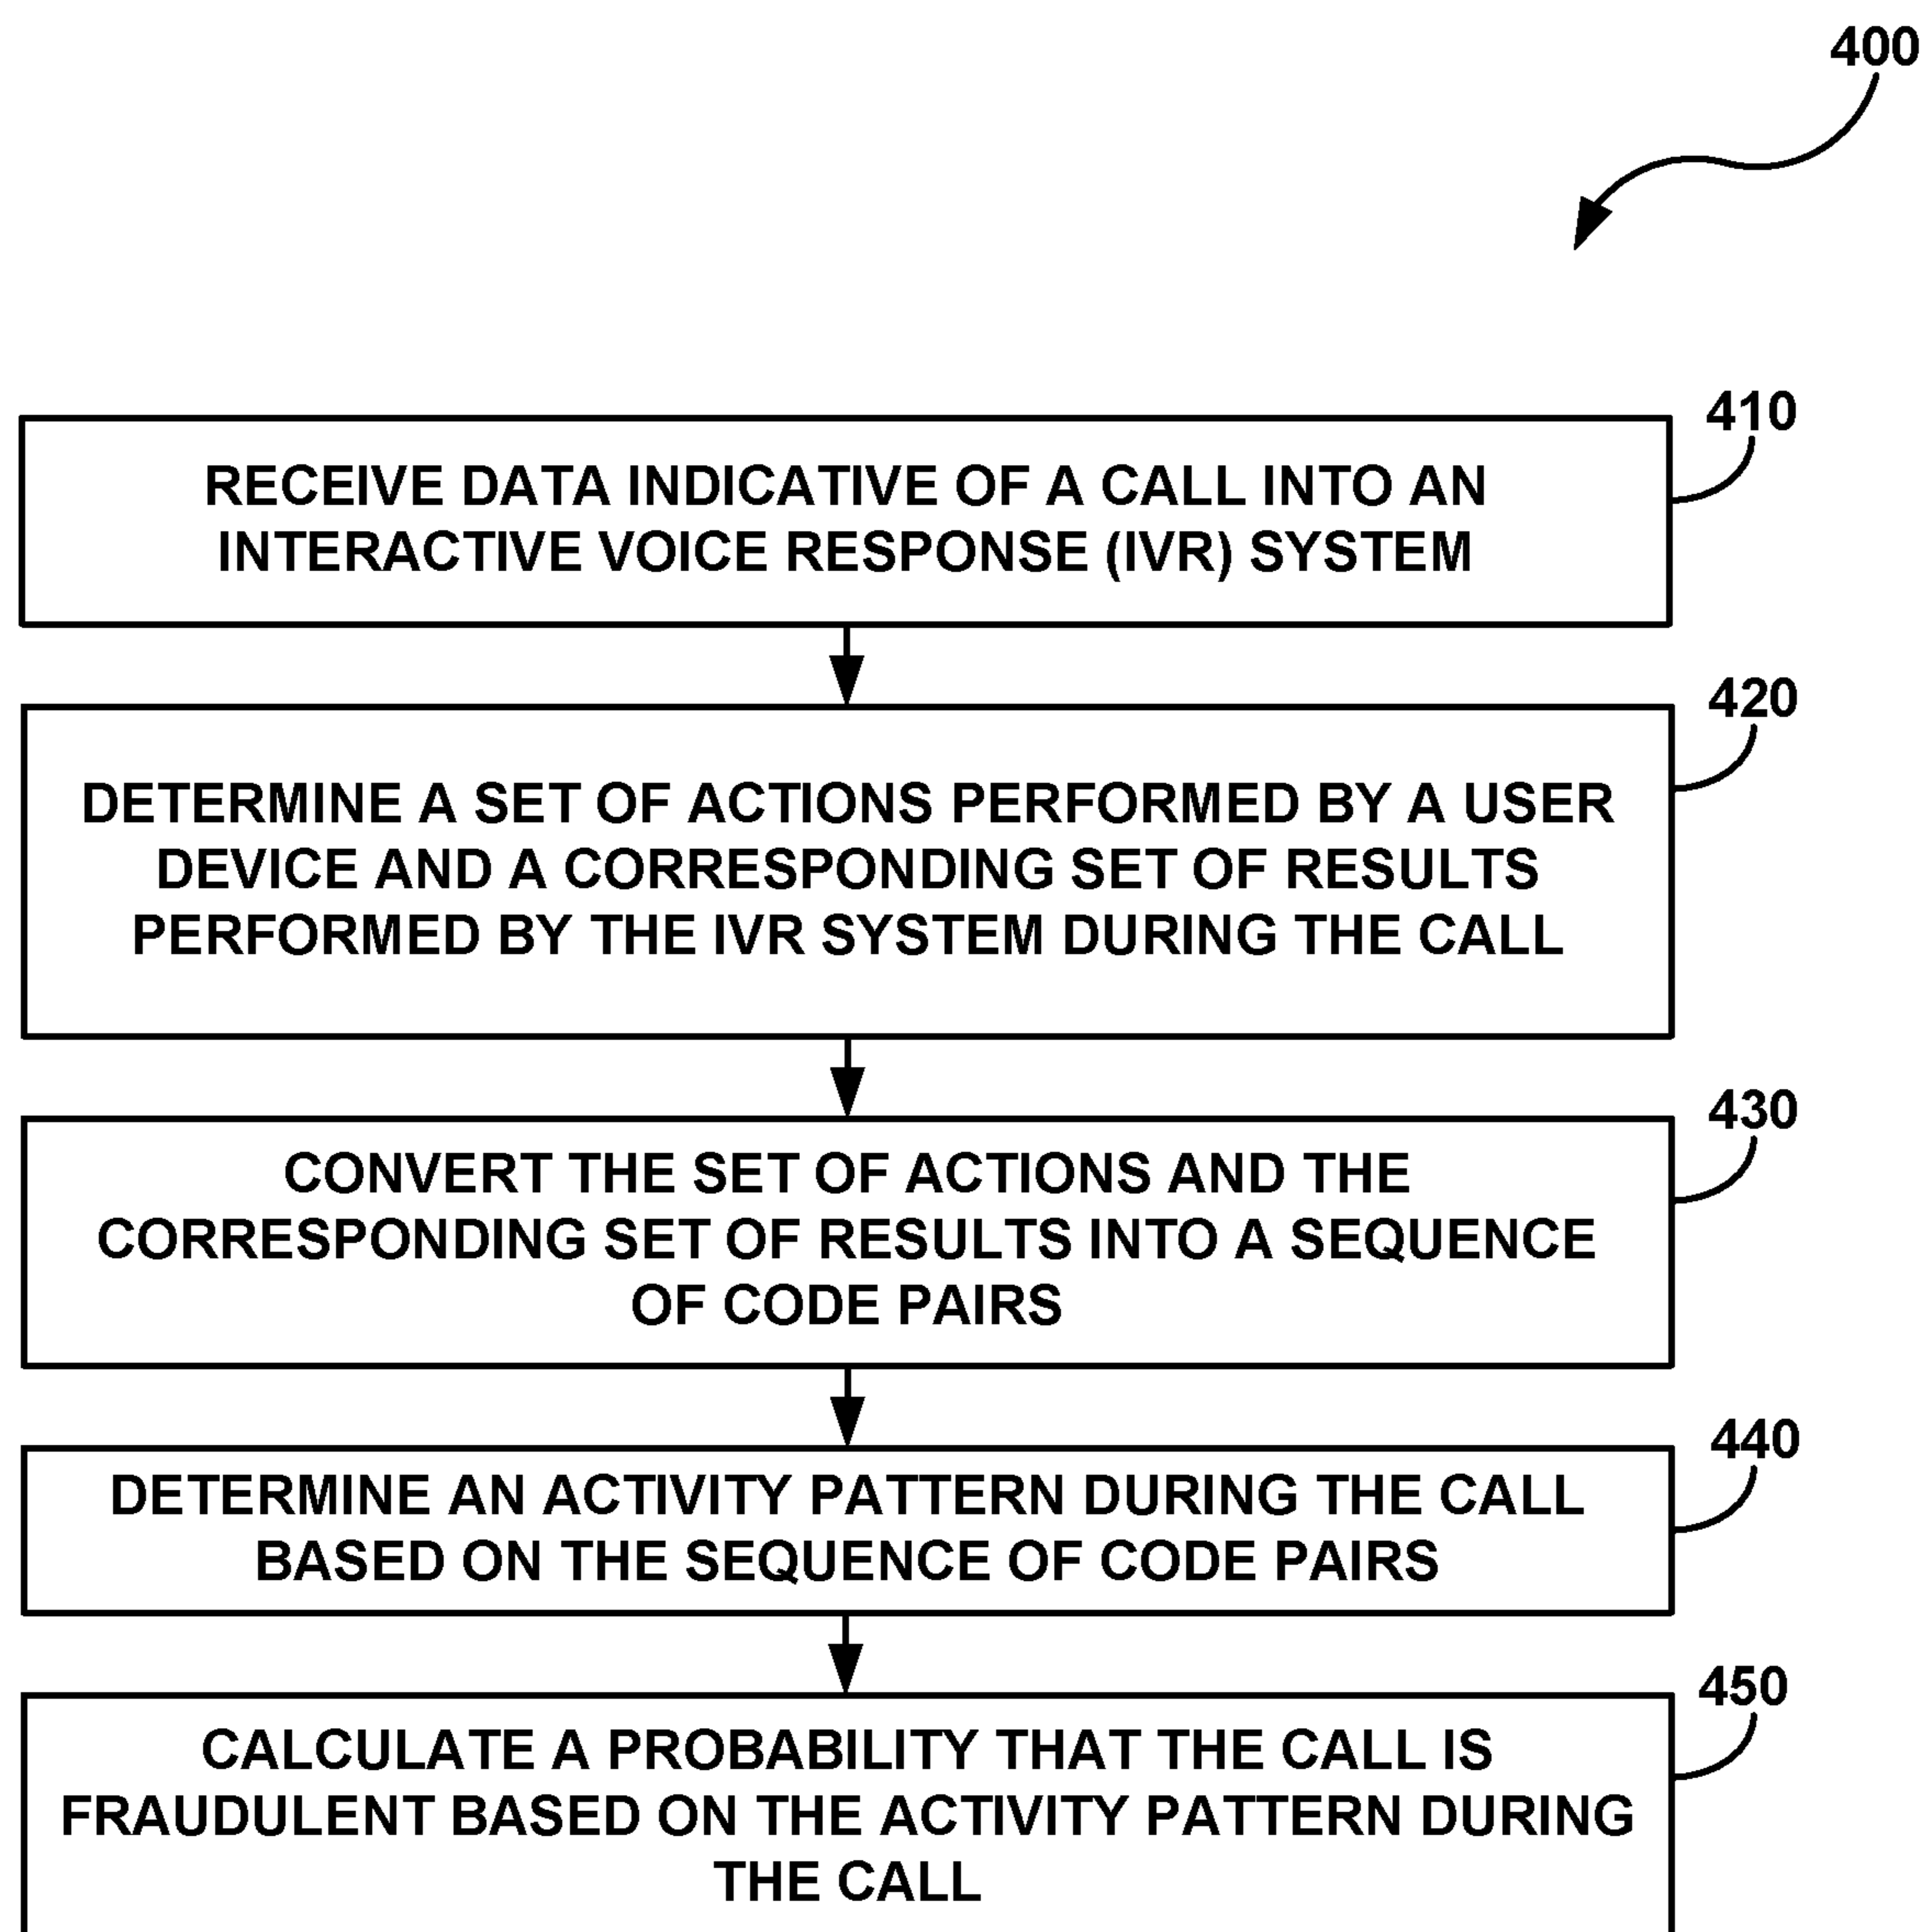 400
410
RECEIVE DATA INDICATIVE OF A CALL INTO AN
INTERACTIVE VOICE RESPONSE (IVR) SYSTEM
420
DETERMINE A SET OF ACTIONS PERFORMED BY A USER
DEVICE AND A CORRESPONDING SET OF RESULTS
PERFORMED BY THE IVR SYSTEM DURING THE CALL
430
CONVERT THE SET OF ACTIONS AND THE
CORRESPONDING SET OF RESULTS INTO A SEQUENCE
OF CODE PAIRS
440
DETERMINE AN ACTIVITY PATTERN DURING THE CALL
BASED ON THE SEQUENCE OF CODE PAIRS
450
CALCULATE A PROBABILITY THAT THE CALL IS
FRAUDULENT BASED ON THE ACTIVITY PATTERN DURING
THE CALL